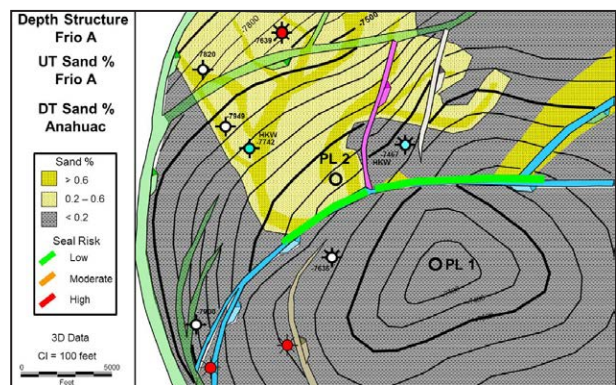 Depth Structure
Frio A
UT Sand %
Frio A
DT Sand %
Anahuac
Sand %
> 0.6
0.2 – 0.6
< 0.2
Seal Risk
Low
Moderate
High
3D Data
CI = 100 feet
0
5000
Feet
-7800
-7500
-7639
-7820
-7949
HKW
-7742
-7467
HKW
PL 2
PL 1